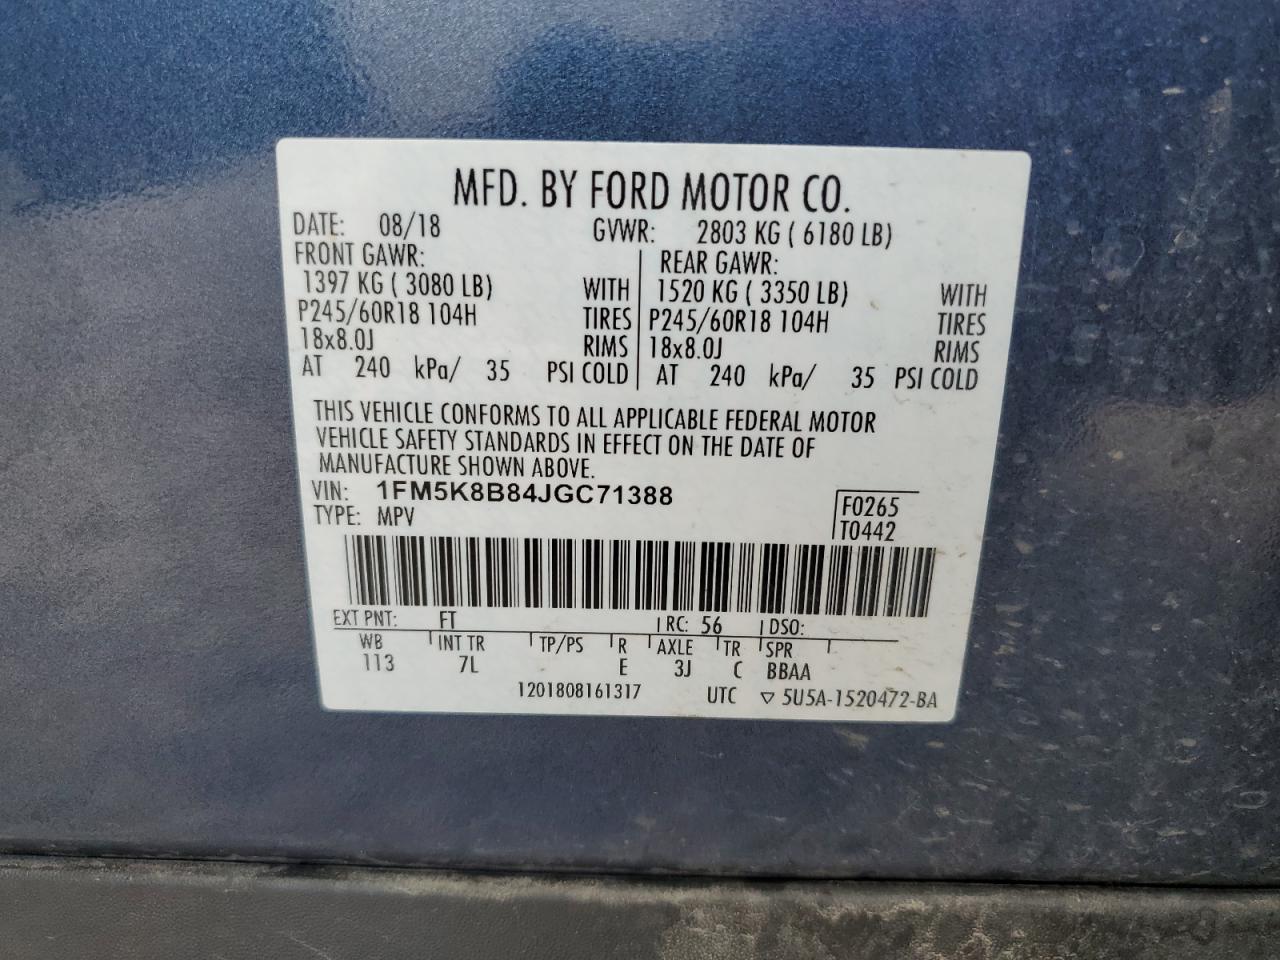 MFD. BY FORD MOTOR CO.
DATE: 08/18 GVWR: 2803 KG ( 6180 LB)
FRONT GAWR: REAR GAWR:
1397 KG ( 3080 LB) WITH 1520 KG ( 3350 LB) WITH
P245/60R18 104H TIRES P245/60R18 104H TIRES
18x8.0J RIMS 18x8.0J RIMS
AT 240 kPa/ 35 PSI COLD AT 240 kPa/ 35 PSI COLD
THIS VEHICLE CONFORMS TO ALL APPLICABLE FEDERAL MOTOR
VEHICLE SAFETY STANDARDS IN EFFECT ON THE DATE OF
MANUFACTURE SHOWN ABOVE.
VIN: 1FM5K8B84JGC71388 F0265
TYPE: MPV T0442
EXT PNT: FT RC: 56 DSO:
WB INT TR TP/PS R AXLE TR SPR
113 7L E 3J C BBAA
1201808161317 UTC ▽ 5U5A-1520472-BA